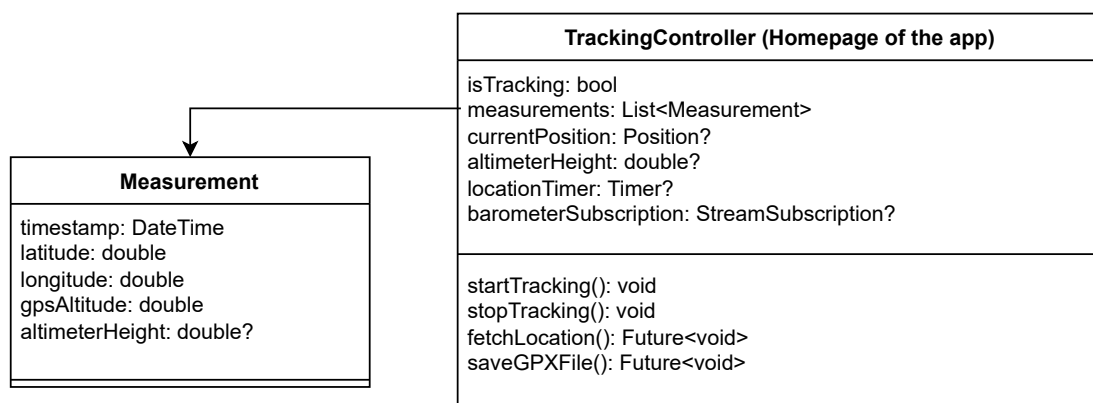 TrackingController (Homepage of the app)
isTracking: bool
measurements: List<Measurement>
currentPosition: Position?
altimeterHeight: double?
locationTimer: Timer?
barometerSubscription: StreamSubscription?
startTracking(): void
stopTracking(): void
fetchLocation(): Future<void>
saveGPXFile(): Future<void>
Measurement
timestamp: DateTime
latitude: double
longitude: double
gpsAltitude: double
altimeterHeight: double?